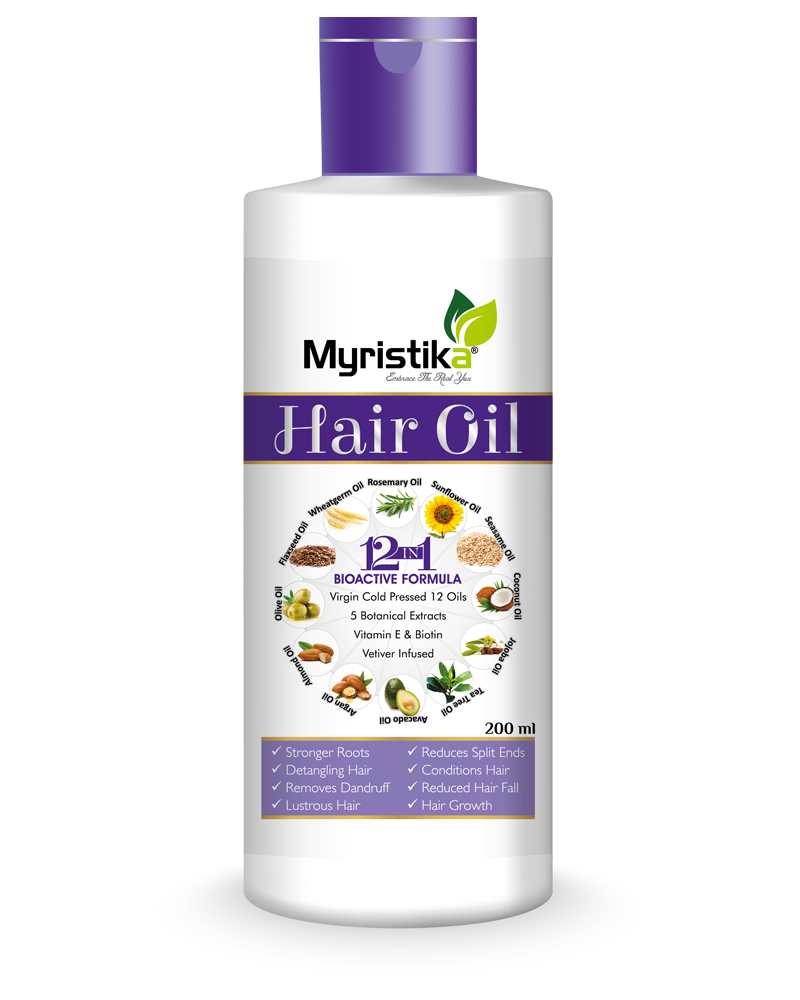 Myristika®
Embrace The Real You
Hair Oil
Rosemary Oil
Sunflower Oil
Seasame Oil
Coconut Oil
Jojoba Oil
Tea Tree Oil
Avacado Oil
Argan Oil
Almond Oil
Olive Oil
Flaxseed Oil
Wheatgerm Oil
12 IN 1
BIOACTIVE FORMULA
Virgin Cold Pressed 12 Oils
5 Botanical Extracts
Vitamin E & Biotin
Vetiver Infused
200 ml
✓ Stronger Roots
✓ Detangling Hair
✓ Removes Dandruff
✓ Lustrous Hair
✓ Reduces Split Ends
✓ Conditions Hair
✓ Reduced Hair Fall
✓ Hair Growth